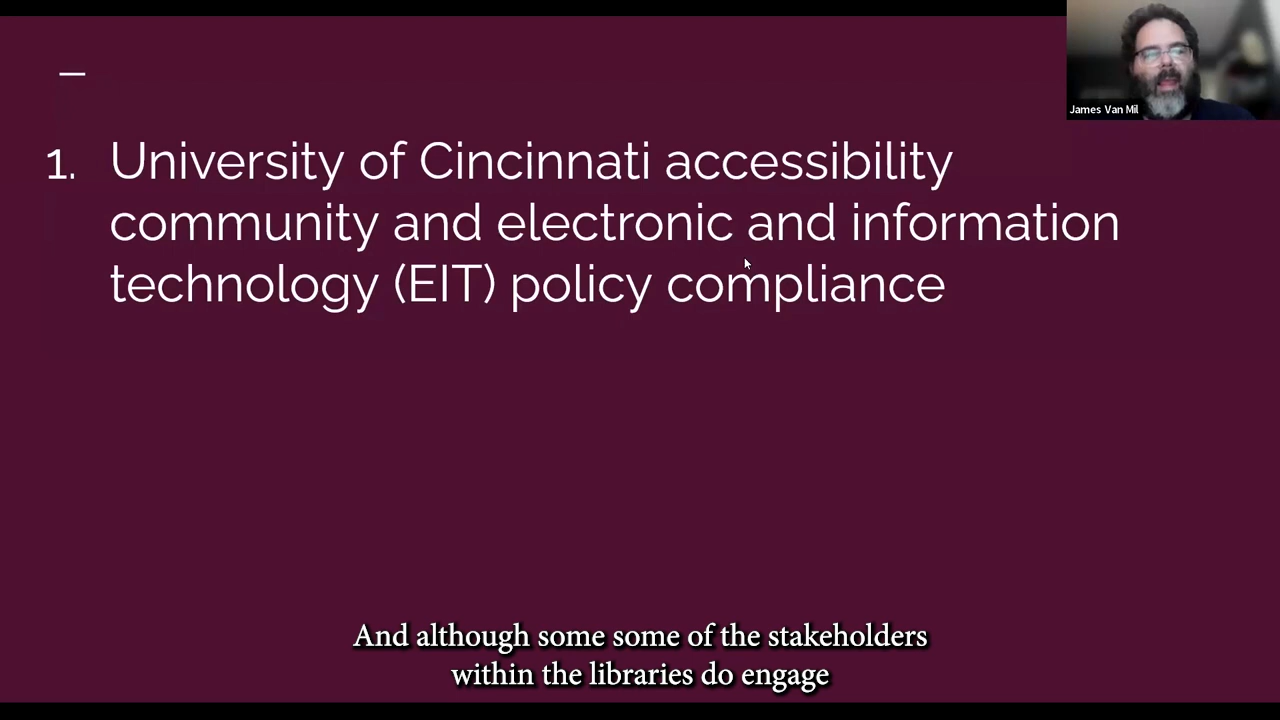 James Van Mil
1. University of Cincinnati accessibility
community and electronic and information
technology (EIT) policy compliance
And although some some of the stakeholders
within the libraries do engage